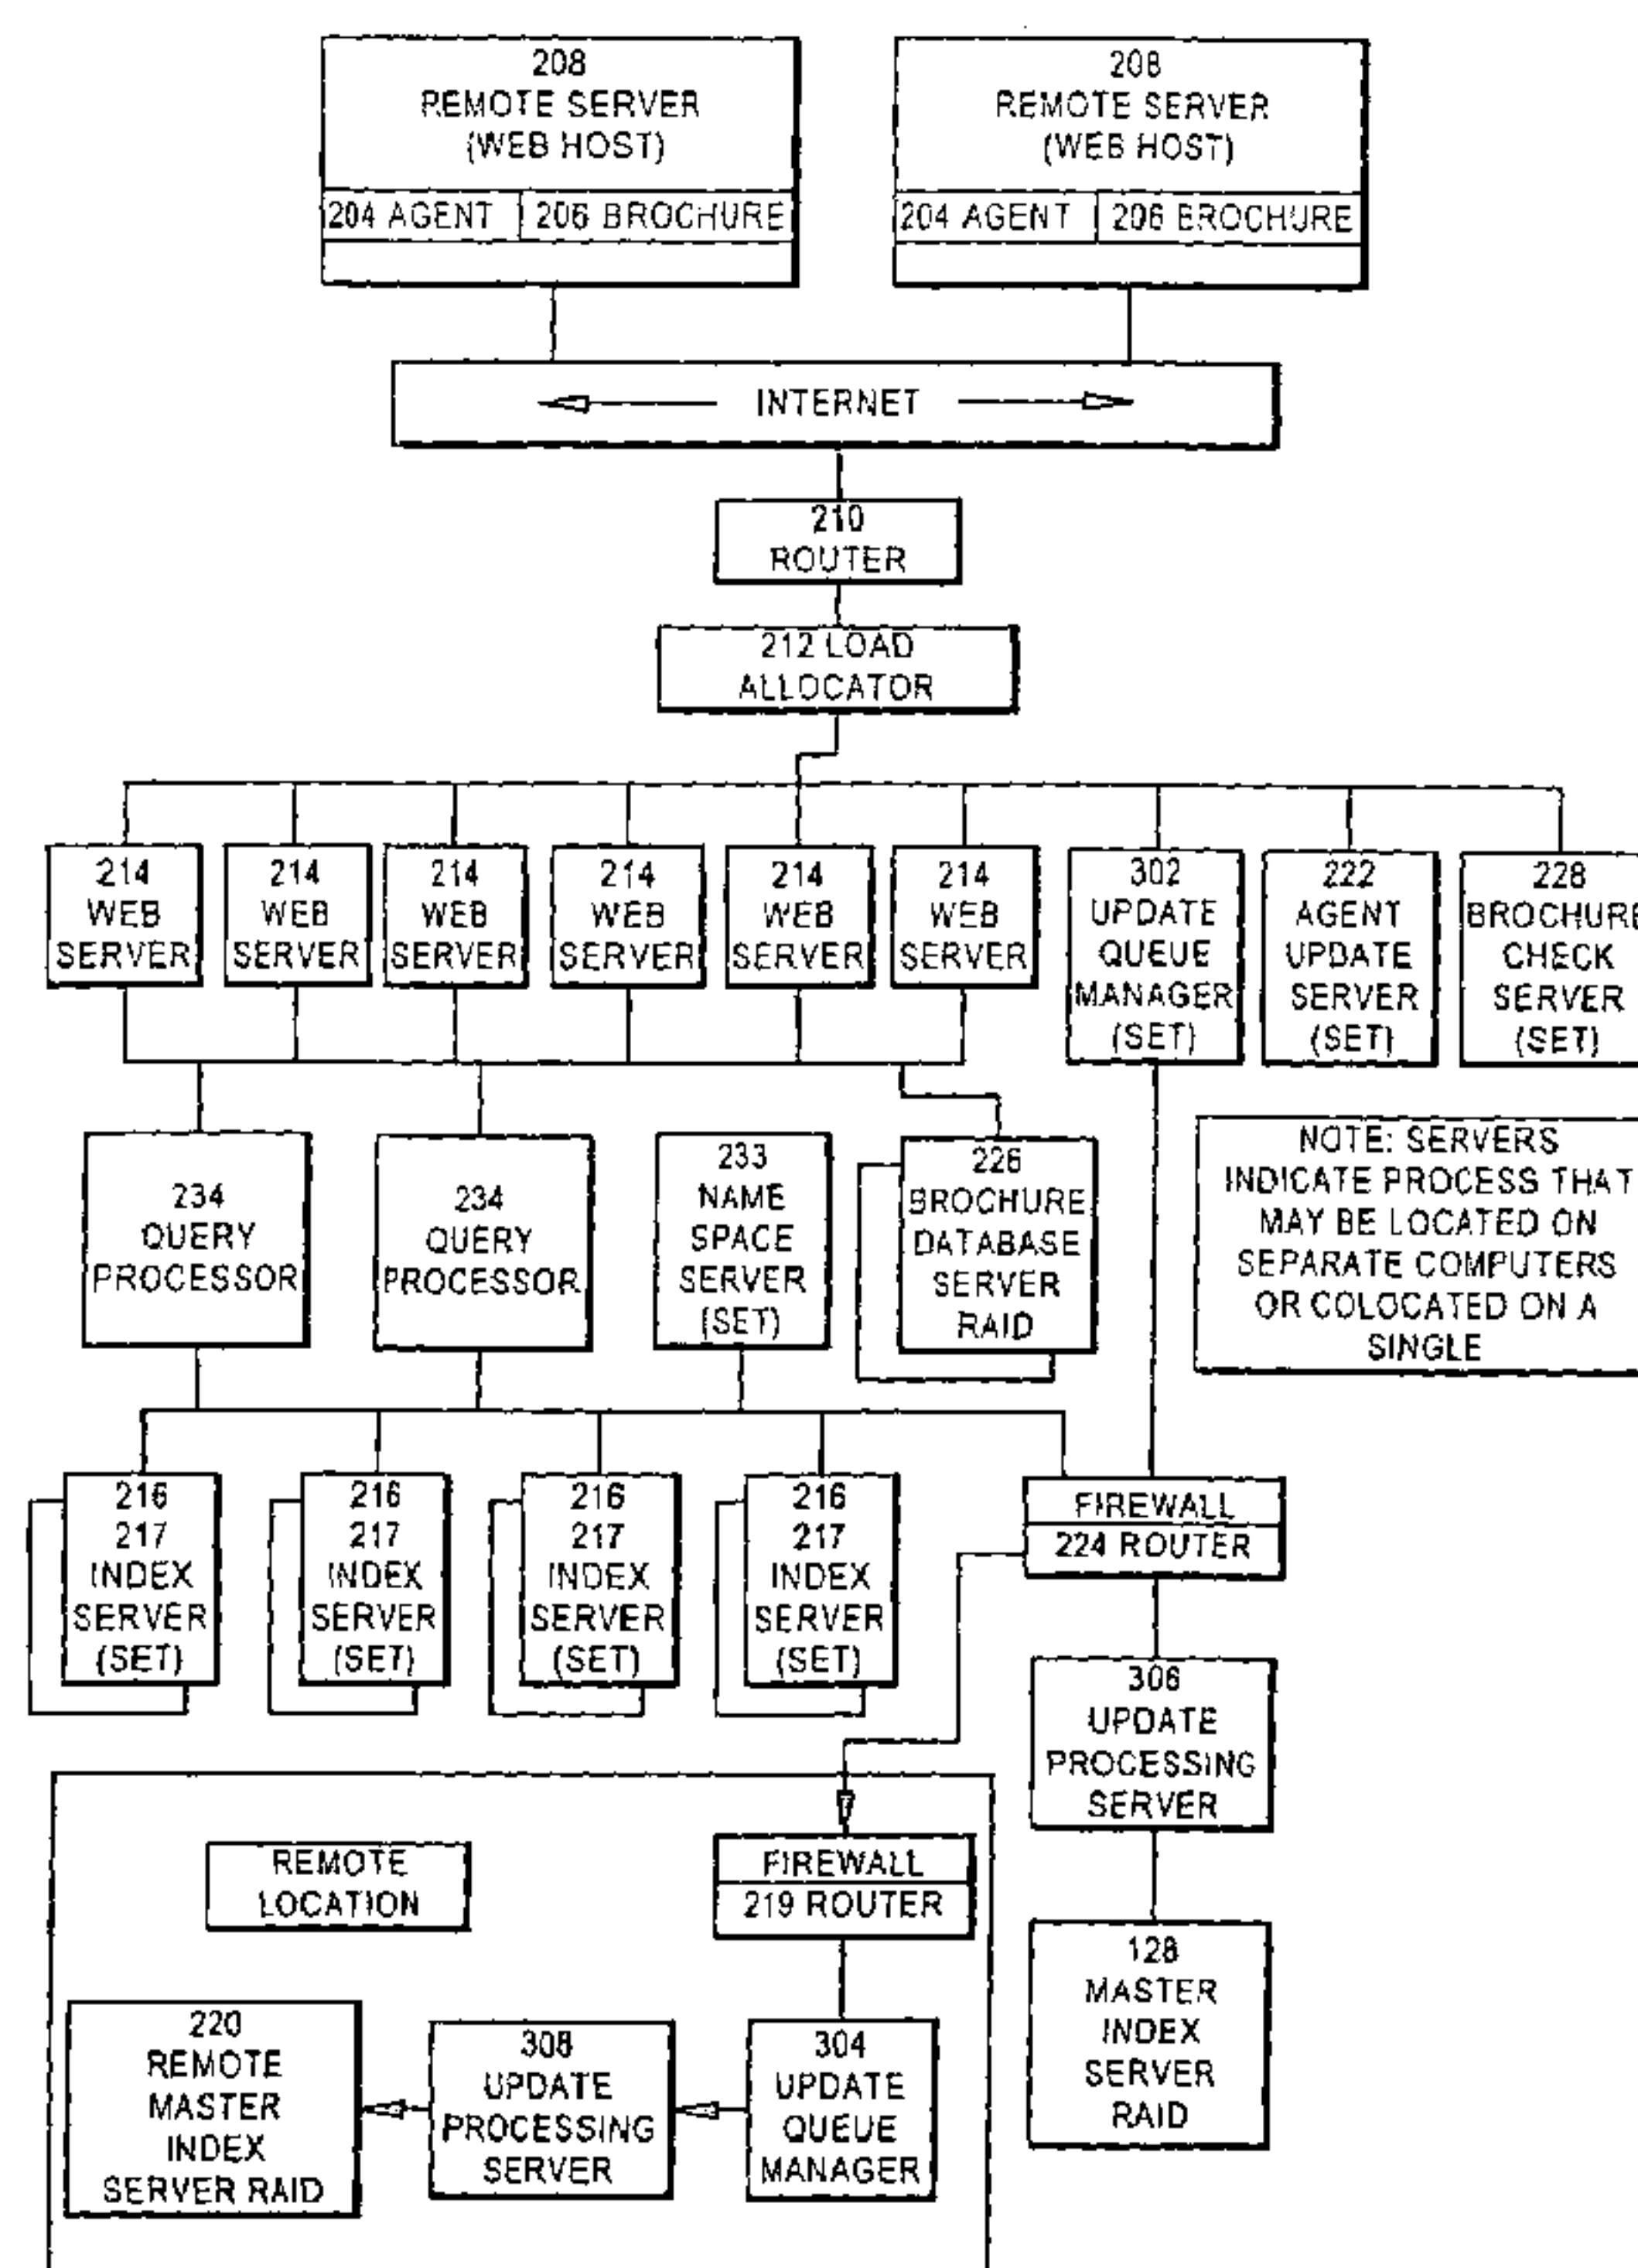 208
REMOTE SERVER
(WEB HOST)
204 AGENT
206 BROCHURE
208
REMOTE SERVER
(WEB HOST)
204 AGENT
206 BROCHURE
INTERNET
210
ROUTER
212 LOAD
ALLOCATOR
214
WEB
SERVER
214
WEB
SERVER
214
WEB
SERVER
214
WEB
SERVER
214
WEB
SERVER
214
WEB
SERVER
302
UPDATE
QUEUE
MANAGER
(SET)
222
AGENT
UPDATE
SERVER
(SET)
228
BROCHURE
CHECK
SERVER
(SET)
234
QUERY
PROCESSOR
234
QUERY
PROCESSOR
233
NAME
SPACE
SERVER
(SET)
226
BROCHURE
DATABASE
SERVER
RAID
NOTE: SERVERS
INDICATE PROCESS THAT
MAY BE LOCATED ON
SEPARATE COMPUTERS
OR COLOCATED ON A
SINGLE
216
217
INDEX
SERVER
(SET)
216
217
INDEX
SERVER
(SET)
216
217
INDEX
SERVER
(SET)
216
217
INDEX
SERVER
(SET)
FIREWALL
224 ROUTER
306
UPDATE
PROCESSING
SERVER
128
MASTER
INDEX
SERVER
RAID
REMOTE
LOCATION
FIREWALL
219 ROUTER
220
REMOTE
MASTER
INDEX
SERVER RAID
308
UPDATE
PROCESSING
SERVER
304
UPDATE
QUEUE
MANAGER